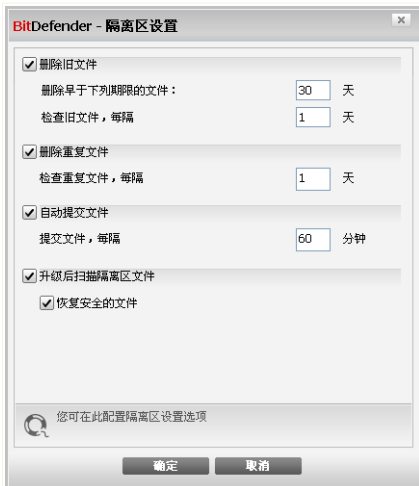 BitDefender - 隔离区设置
删除旧文件
删除早于下列期限的文件： 30 天
检查旧文件，每隔 1 天
删除重复文件
检查重复文件，每隔 1 天
自动提交文件
提交文件，每隔 60 分钟
升级后扫描隔离区文件
恢复安全的文件
您可在此配置隔离区设置选项
确定 取消